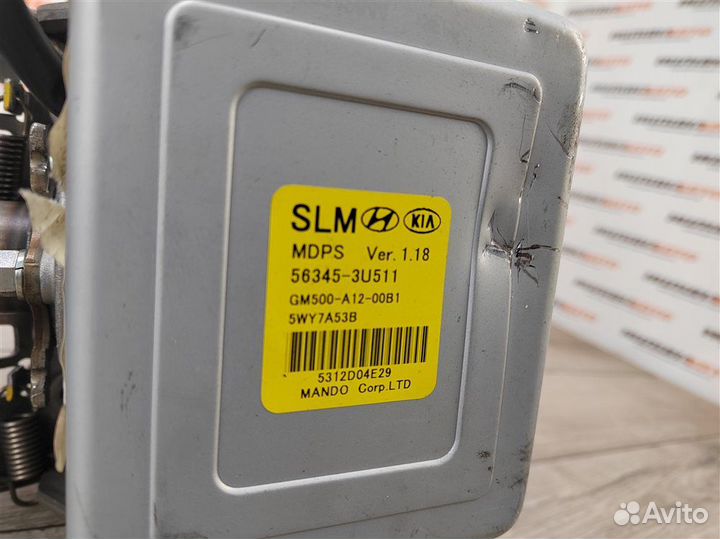 SLM KIA
MDPS Ver. 1.18
56345-3U511
GM500-A12-00B1
5WY7A53B
5312D04E29
MANDO Corp.LTD
Avito